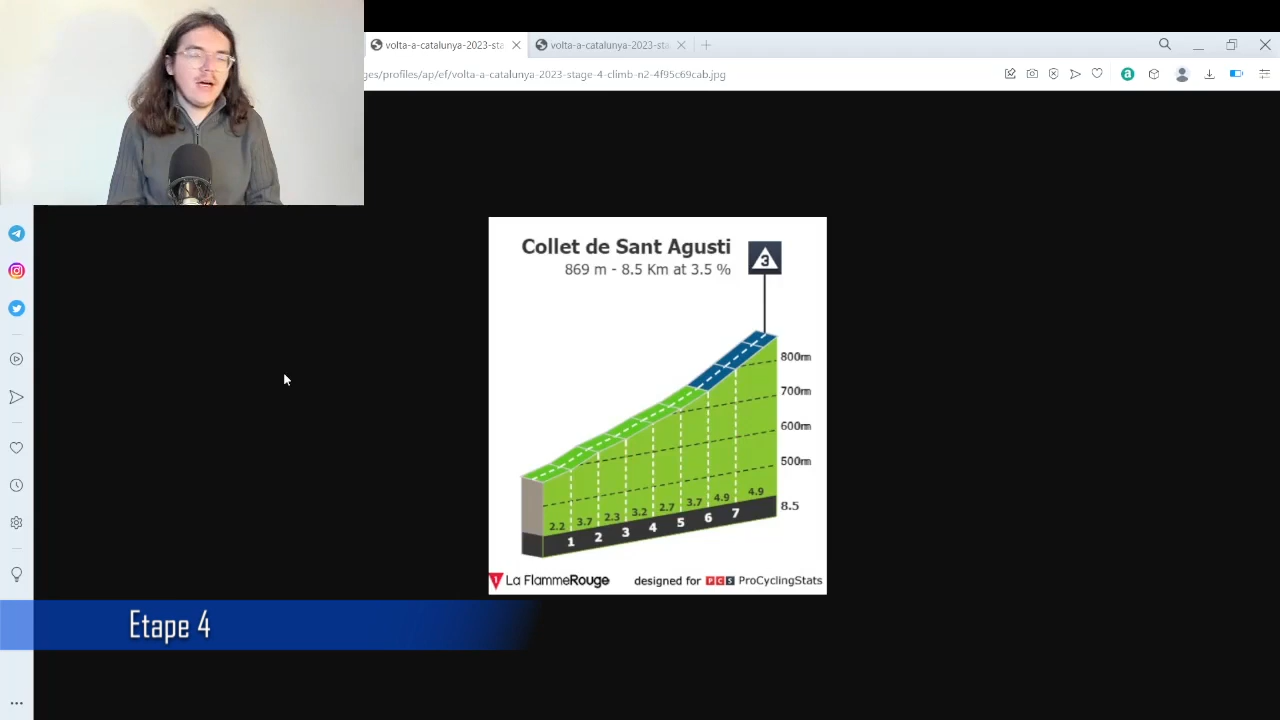 volta-a-catalunya-2023-sta
volta-a-catalunya-2023-sta
ges/profiles/ap/ef/volta-a-catalunya-2023-stage-4-climb-n2-4f95c69cab.jpg
Collet de Sant Agusti
869 m - 8.5 Km at 3.5 %
3
800m
700m
600m
500m
2.2 3.7 2.3 3.2 2.7 3.7 4.9 4.9
8.5
1 2 3 4 5 6 7
1 La FlammeRouge designed for PCS ProCyclingStats
Etape 4